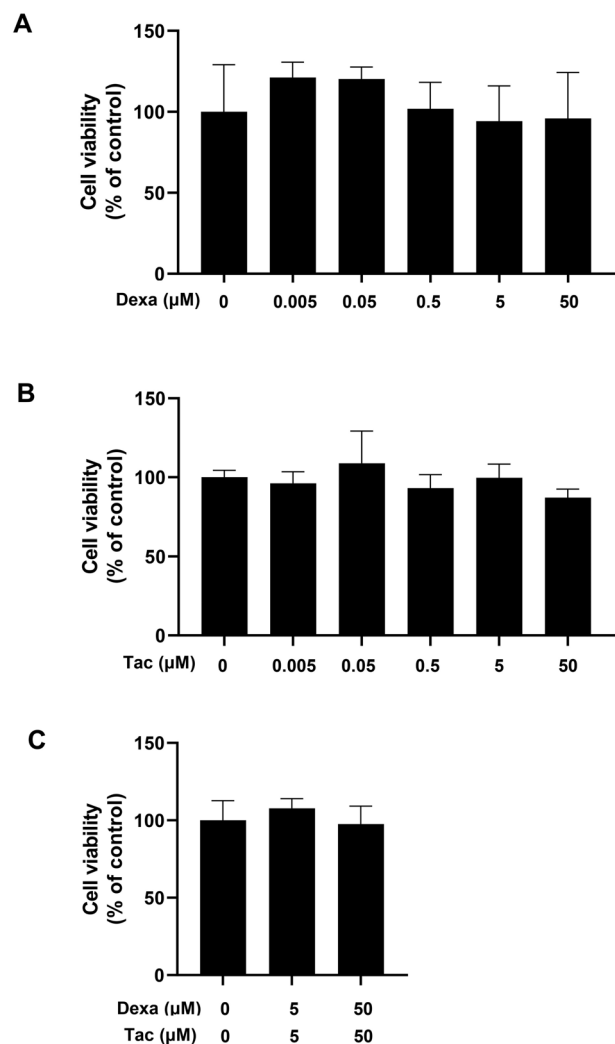 A
Cell viability
(% of control)
150
100
50
0
Dexa (µM) 0 0.005 0.05 0.5 5 50
B
Cell viability
(% of control)
150
100
50
0
Tac (µM) 0 0.005 0.05 0.5 5 50
C
Cell viability
(% of control)
150
100
50
0
Dexa (µM) 0 5 50
Tac (µM) 0 5 50